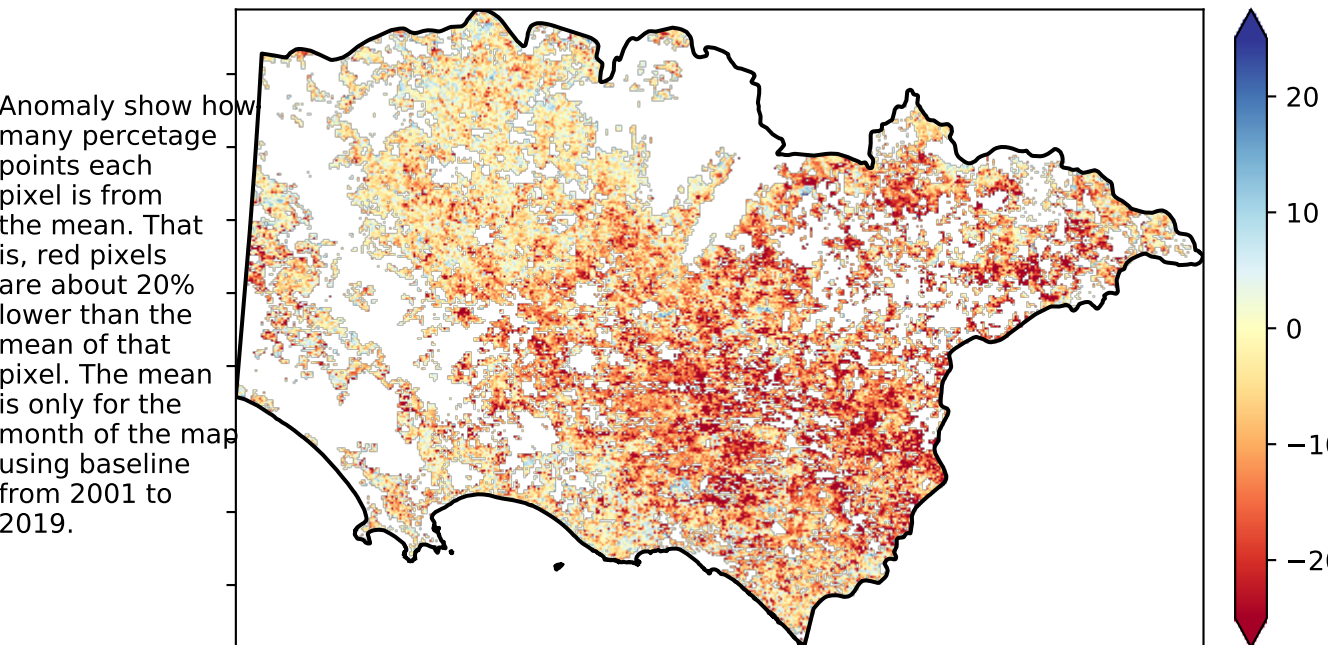 Anomaly show how
many percetage
points each
pixel is from
the mean. That
is, red pixels
are about 20%
lower than the
mean of that
pixel. The mean
is only for the
month of the map
using baseline
from 2001 to
2019.
20
10
0
−10
−20